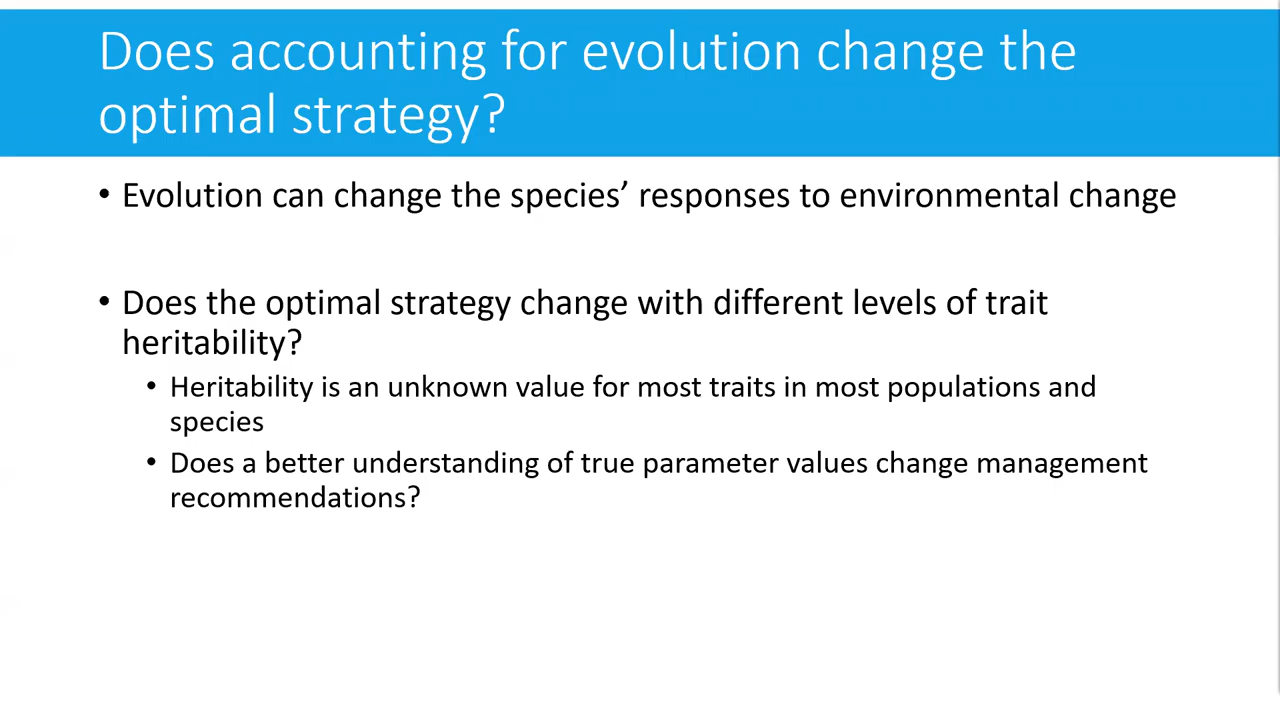 Does accounting for evolution change the
optimal strategy?
• Evolution can change the species’ responses to environmental change
• Does the optimal strategy change with different levels of trait
heritability?
• Heritability is an unknown value for most traits in most populations and
species
• Does a better understanding of true parameter values change management
recommendations?